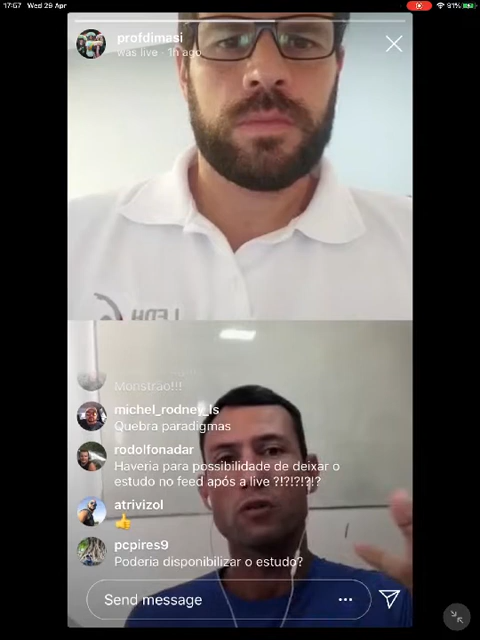 17:57 Wed 29 Apr
91%
profdimasi
was live · 1h ago
Monstrão!!!
michel_rodney_ls
Quebra paradigmas
rodolfonadar
Haveria para possibilidade de deixar o
estudo no feed após a live ?!?!?!?!?
atrivizol
👍
pcpires9
Poderia disponibilizar o estudo?
Send message